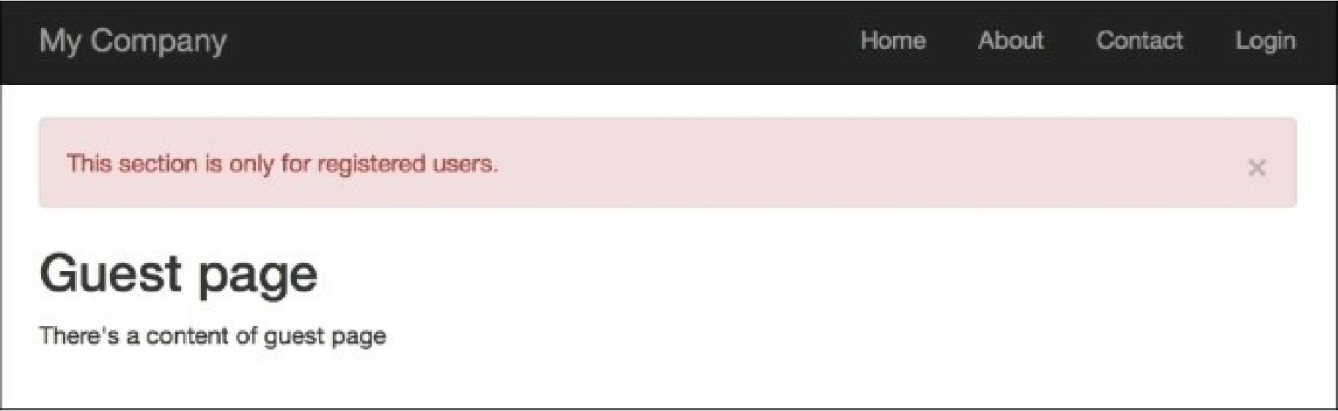 My Company Home About Contact Login
This section is only for registered users. ×
Guest page
There's a content of guest page